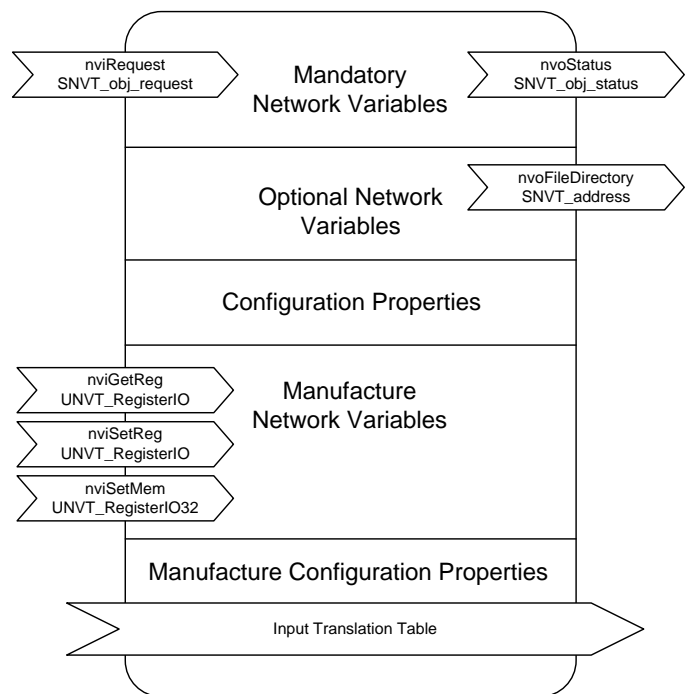 nviRequest
SNVT_obj_request
Mandatory
Network Variables
nvoStatus
SNVT_obj_status
nvoFileDirectory
SNVT_address
Optional Network
Variables
Configuration Properties
nviGetReg
UNVT_RegisterIO
Manufacture
Network Variables
nviSetReg
UNVT_RegisterIO
nviSetMem
UNVT_RegisterIO32
Manufacture Configuration Properties
Input Translation Table